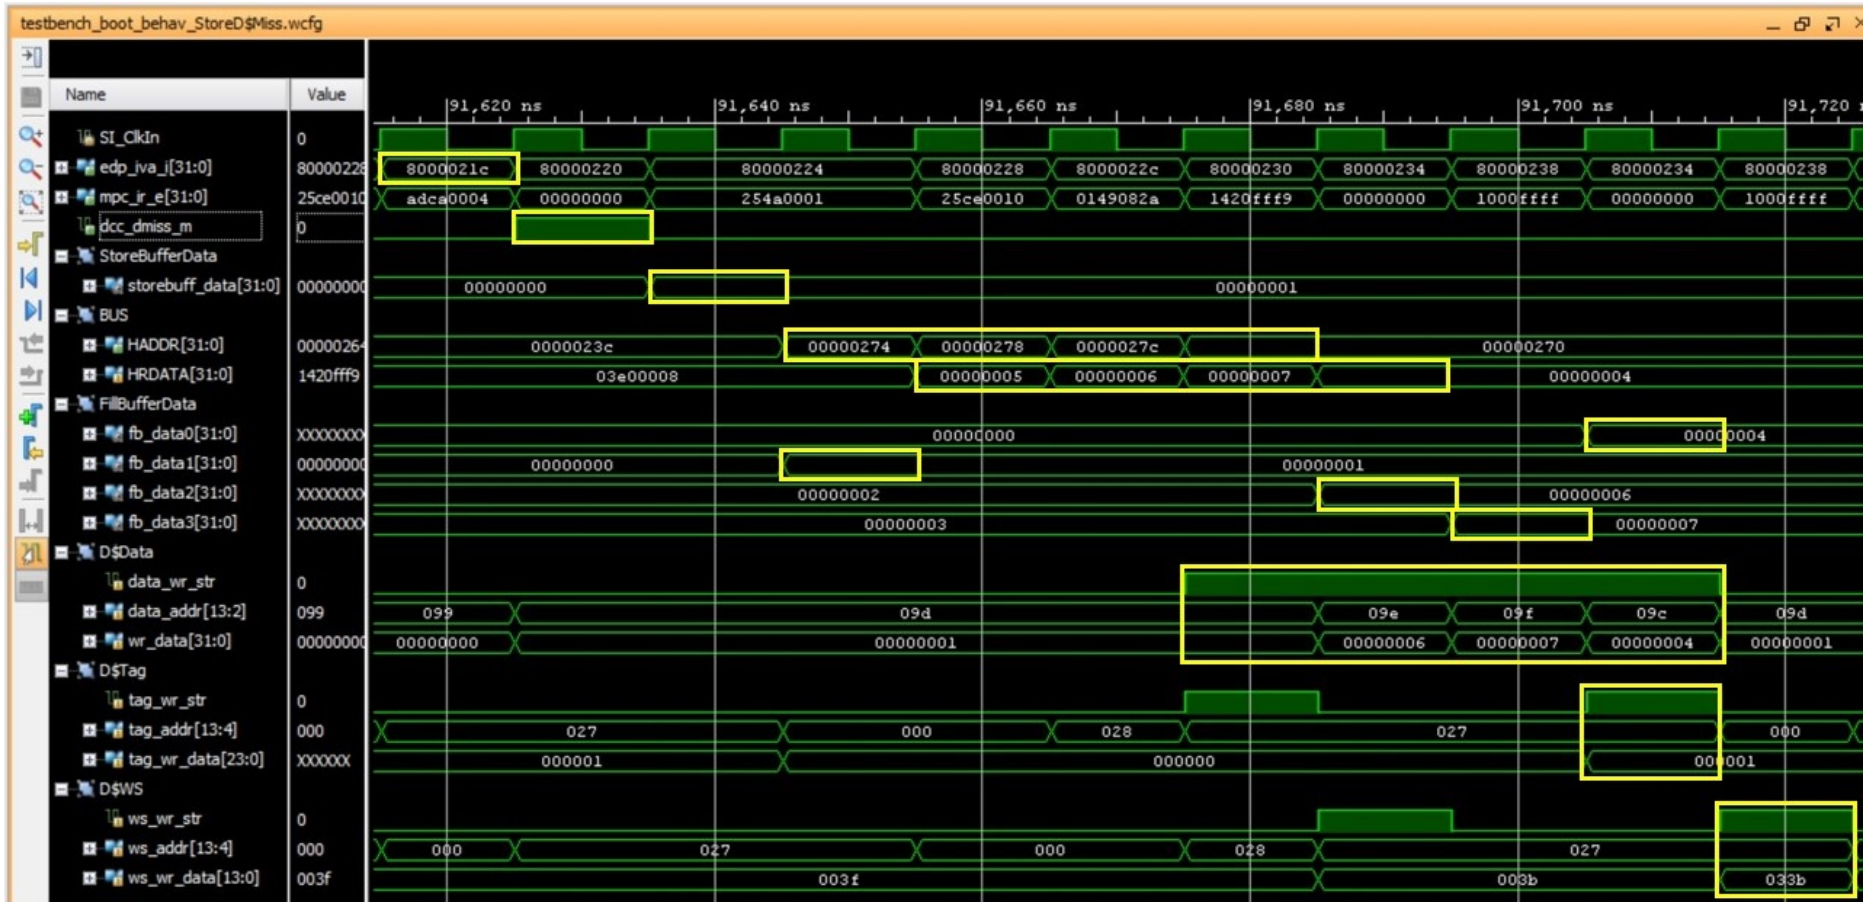 testbench_boot_behav_StoreD$Miss.wcfg
Name Value 91,620 ns 91,640 ns 91,660 ns 91,680 ns 91,700 ns 91,720 n
SI_ClkIn 0
edp_iva_i[31:0] 80000228 8000021c 80000220 80000224 80000228 8000022c 80000230 80000234 80000238 80000234 80000238
mpc_ir_e[31:0] 25ce0010 adca0004 00000000 254a0001 25ce0010 0149082a 1420fff9 00000000 1000ffff 00000000 1000ffff
dcc_dmiss_m 0
StoreBufferData
storebuff_data[31:0] 00000000 00000000 00000001
BUS
HADDR[31:0] 00000264 0000023c 00000274 00000278 0000027c 00000270
HRDATA[31:0] 1420fff9 03e00008 00000005 00000006 00000007 00000004
FillBufferData
fb_data0[31:0] XXXXXXXX 00000000 00000004
fb_data1[31:0] 00000000 00000000 00000001
fb_data2[31:0] XXXXXXXX 00000002 00000006
fb_data3[31:0] XXXXXXXX 00000003 00000007
D$Data
data_wr_str 0
data_addr[13:2] 099 099 09d 09e 09f 09c 09d
wr_data[31:0] 00000000 00000000 00000001 00000006 00000007 00000004 00000001
D$Tag
tag_wr_str 0
tag_addr[13:4] 000 027 000 028 027 000
tag_wr_data[23:0] XXXXXX 000001 000000 000001
D$WS
ws_wr_str 0
ws_addr[13:4] 000 000 027 000 028 027
ws_wr_data[13:0] 003f 003f 003b 033b